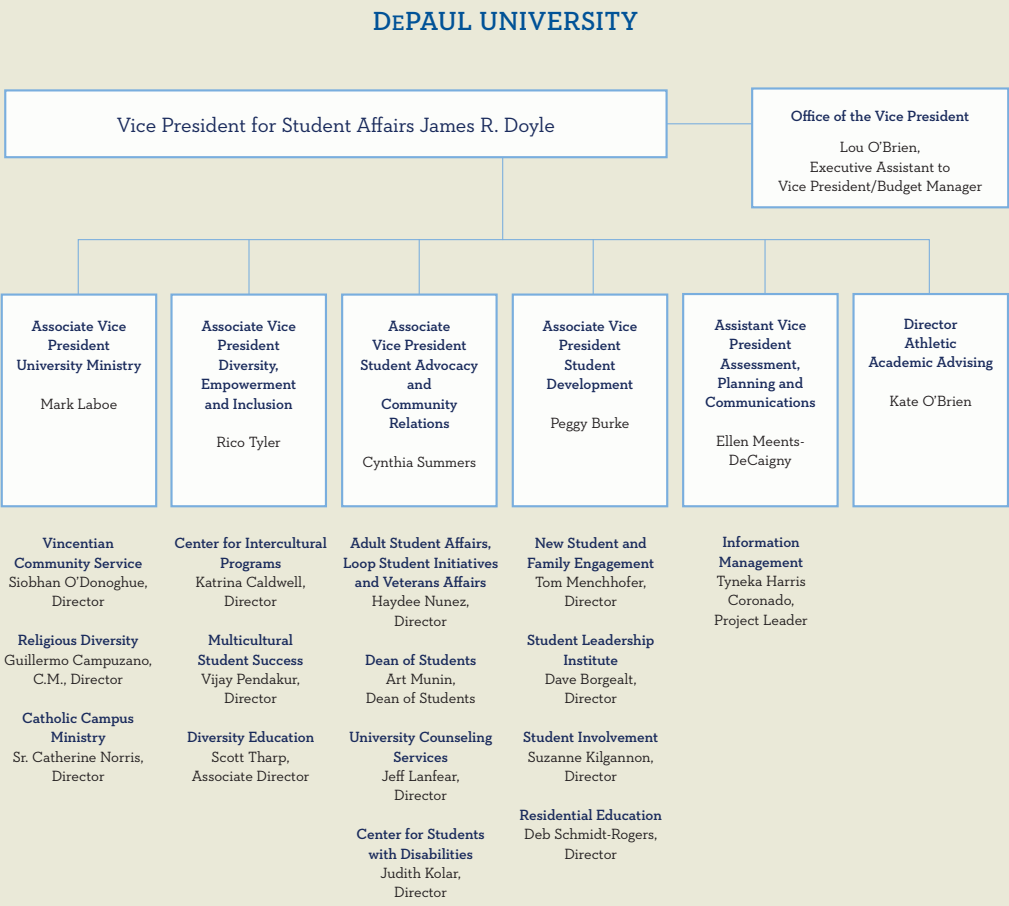 DePAUL UNIVERSITY
Vice President for Student Affairs James R. Doyle
Office of the Vice President
Lou O'Brien,
Executive Assistant to
Vice President/Budget Manager
Associate Vice
President
University Ministry
Mark Laboe
Associate Vice
President
Diversity,
Empowerment
and Inclusion
Rico Tyler
Associate
Vice President
Student Advocacy
and
Community
Relations
Cynthia Summers
Associate Vice
President
Student
Development
Peggy Burke
Assistant Vice
President
Assessment,
Planning and
Communications
Ellen Meents-
DeCaigny
Director
Athletic
Academic Advising
Kate O'Brien
Vincentian
Community Service
Siobhan O'Donoghue,
Director
Religious Diversity
Guillermo Campuzano,
C.M., Director
Catholic Campus
Ministry
Sr. Catherine Norris,
Director
Center for Intercultural
Programs
Katrina Caldwell,
Director
Multicultural
Student Success
Vijay Pendakur,
Director
Diversity Education
Scott Tharp,
Associate Director
Adult Student Affairs,
Loop Student Initiatives
and Veterans Affairs
Haydee Nunez,
Director
Dean of Students
Art Munin,
Dean of Students
University Counseling
Services
Jeff Lanfear,
Director
Center for Students
with Disabilities
Judith Kolar,
Director
New Student and
Family Engagement
Tom Menchhofer,
Director
Student Leadership
Institute
Dave Borgealt,
Director
Student Involvement
Suzanne Kilgannon,
Director
Residential Education
Deb Schmidt-Rogers,
Director
Information
Management
Tyneka Harris
Coronado,
Project Leader